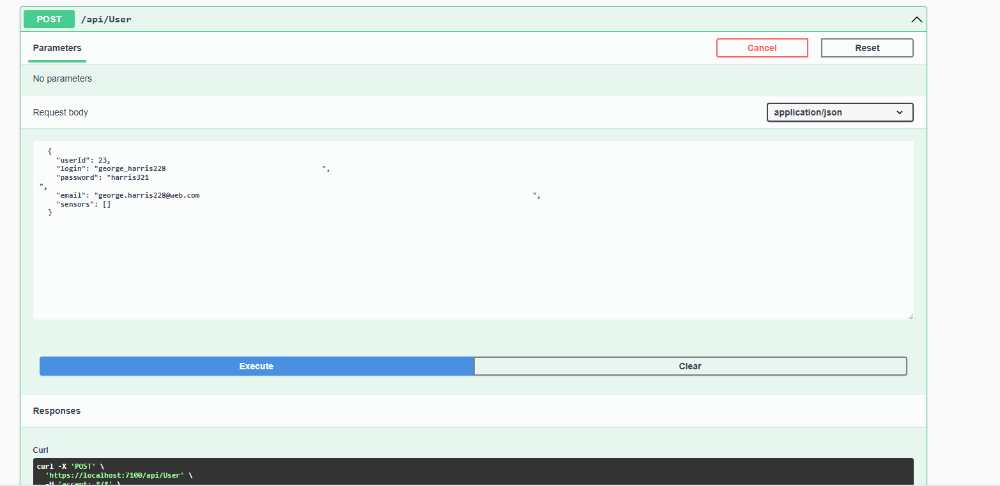 POST /api/User
Parameters
Cancel
Reset
No parameters
Request body
application/json
{
"userId": 23,
"login": "george_harris228                                     ",
"password": "harris321
",
"email": "george.harris228@web.com                                                                               ",
"sensors": []
}
Execute
Clear
Responses
Curl
curl -X 'POST' \
'https://localhost:7100/api/User' \
-H 'accept: */*' \